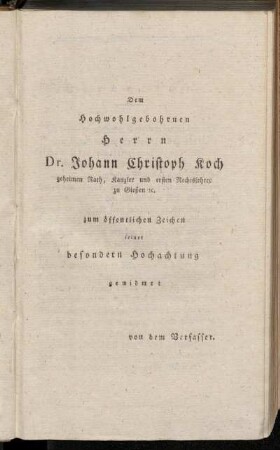 Dem
Hochwohlgebohrnen
Herrn
Dr. Johann Christoph Koch
geheimen Rath, Kanzler und ersten Rechtslehrer
zu Gießen ꝛc.
zum öffentlichen Zeichen
seiner
besondern Hochachtung
gewidmet
von dem Verfasser.